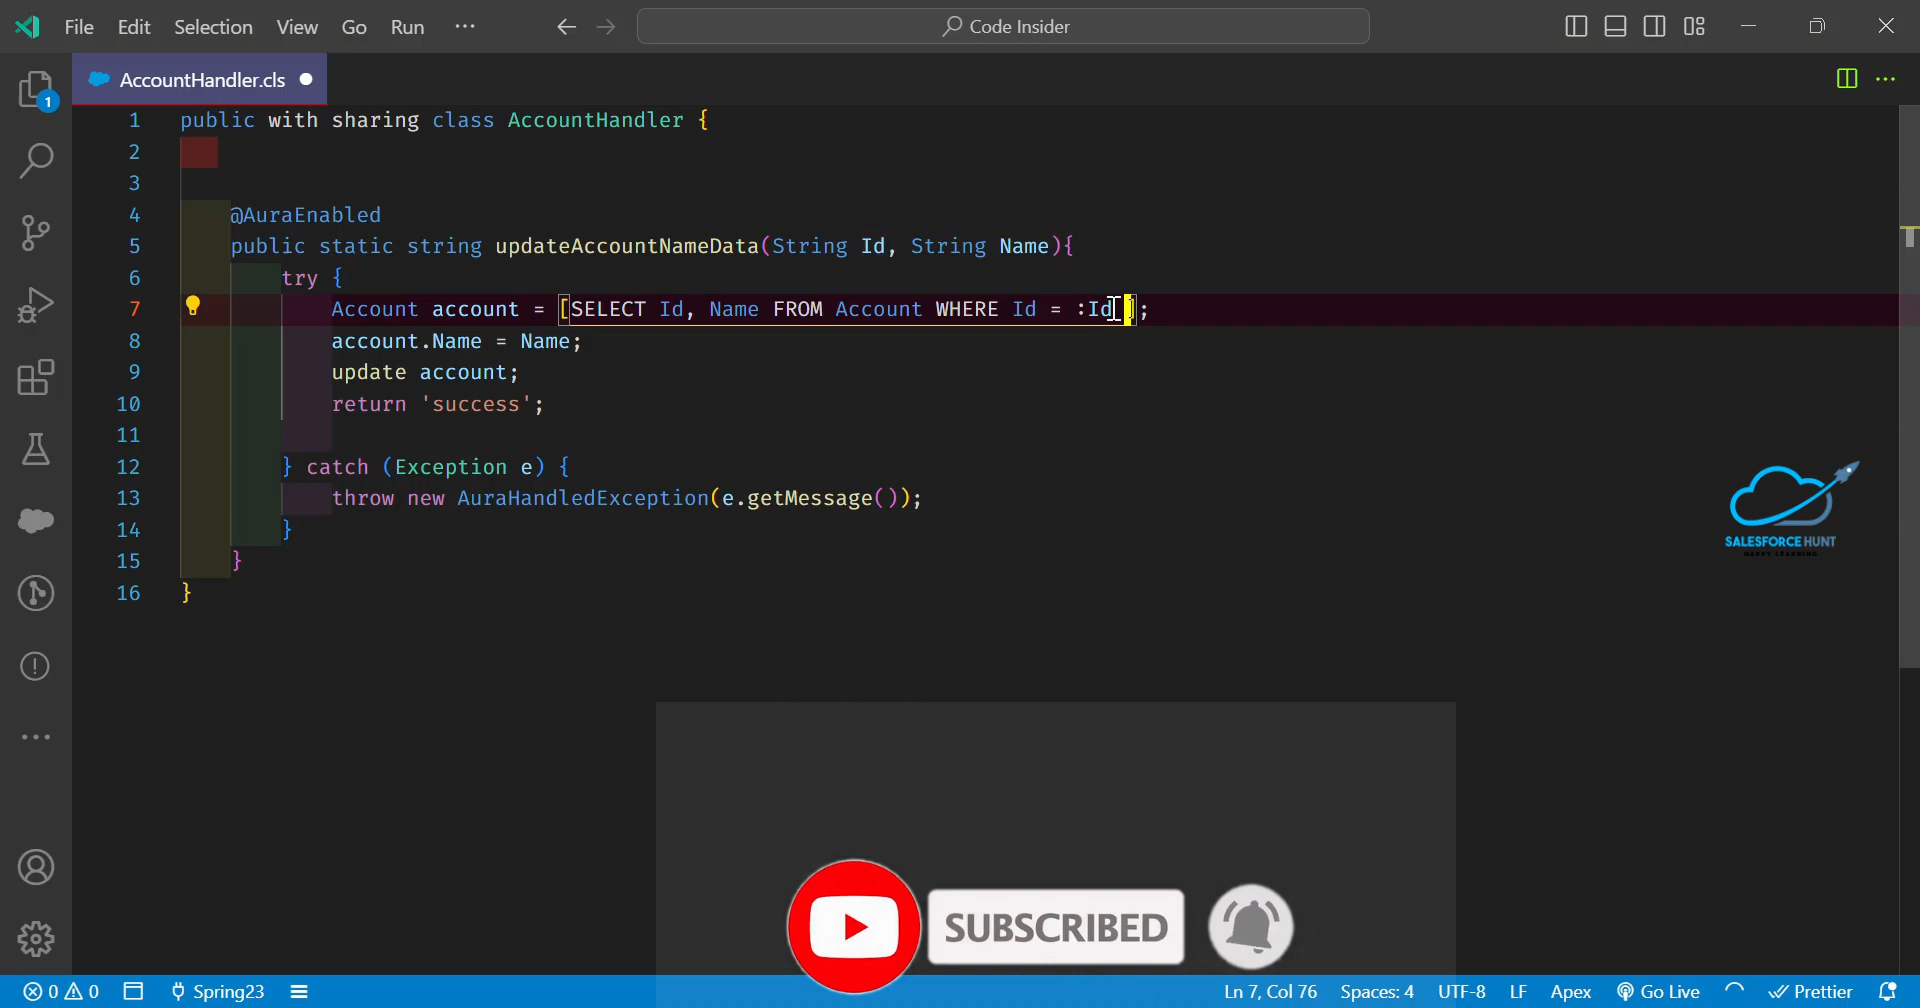 File Edit Selection View Go Run ··· Code Insider
AccountHandler.cls
1 public with sharing class AccountHandler {
2
3
4 @AuraEnabled
5 public static string updateAccountNameData(String Id, String Name){
6 try {
7 Account account = [SELECT Id, Name FROM Account WHERE Id = :Id ];
8 account.Name = Name;
9 update account;
10 return 'success';
11
12 } catch (Exception e) {
13 throw new AuraHandledException(e.getMessage());
14 }
15 }
16 }
1
SALESFORCE HUNT
SUBSCRIBED
0 0 Spring23 Ln 7, Col 76 Spaces: 4 UTF-8 LF Apex Go Live Prettier